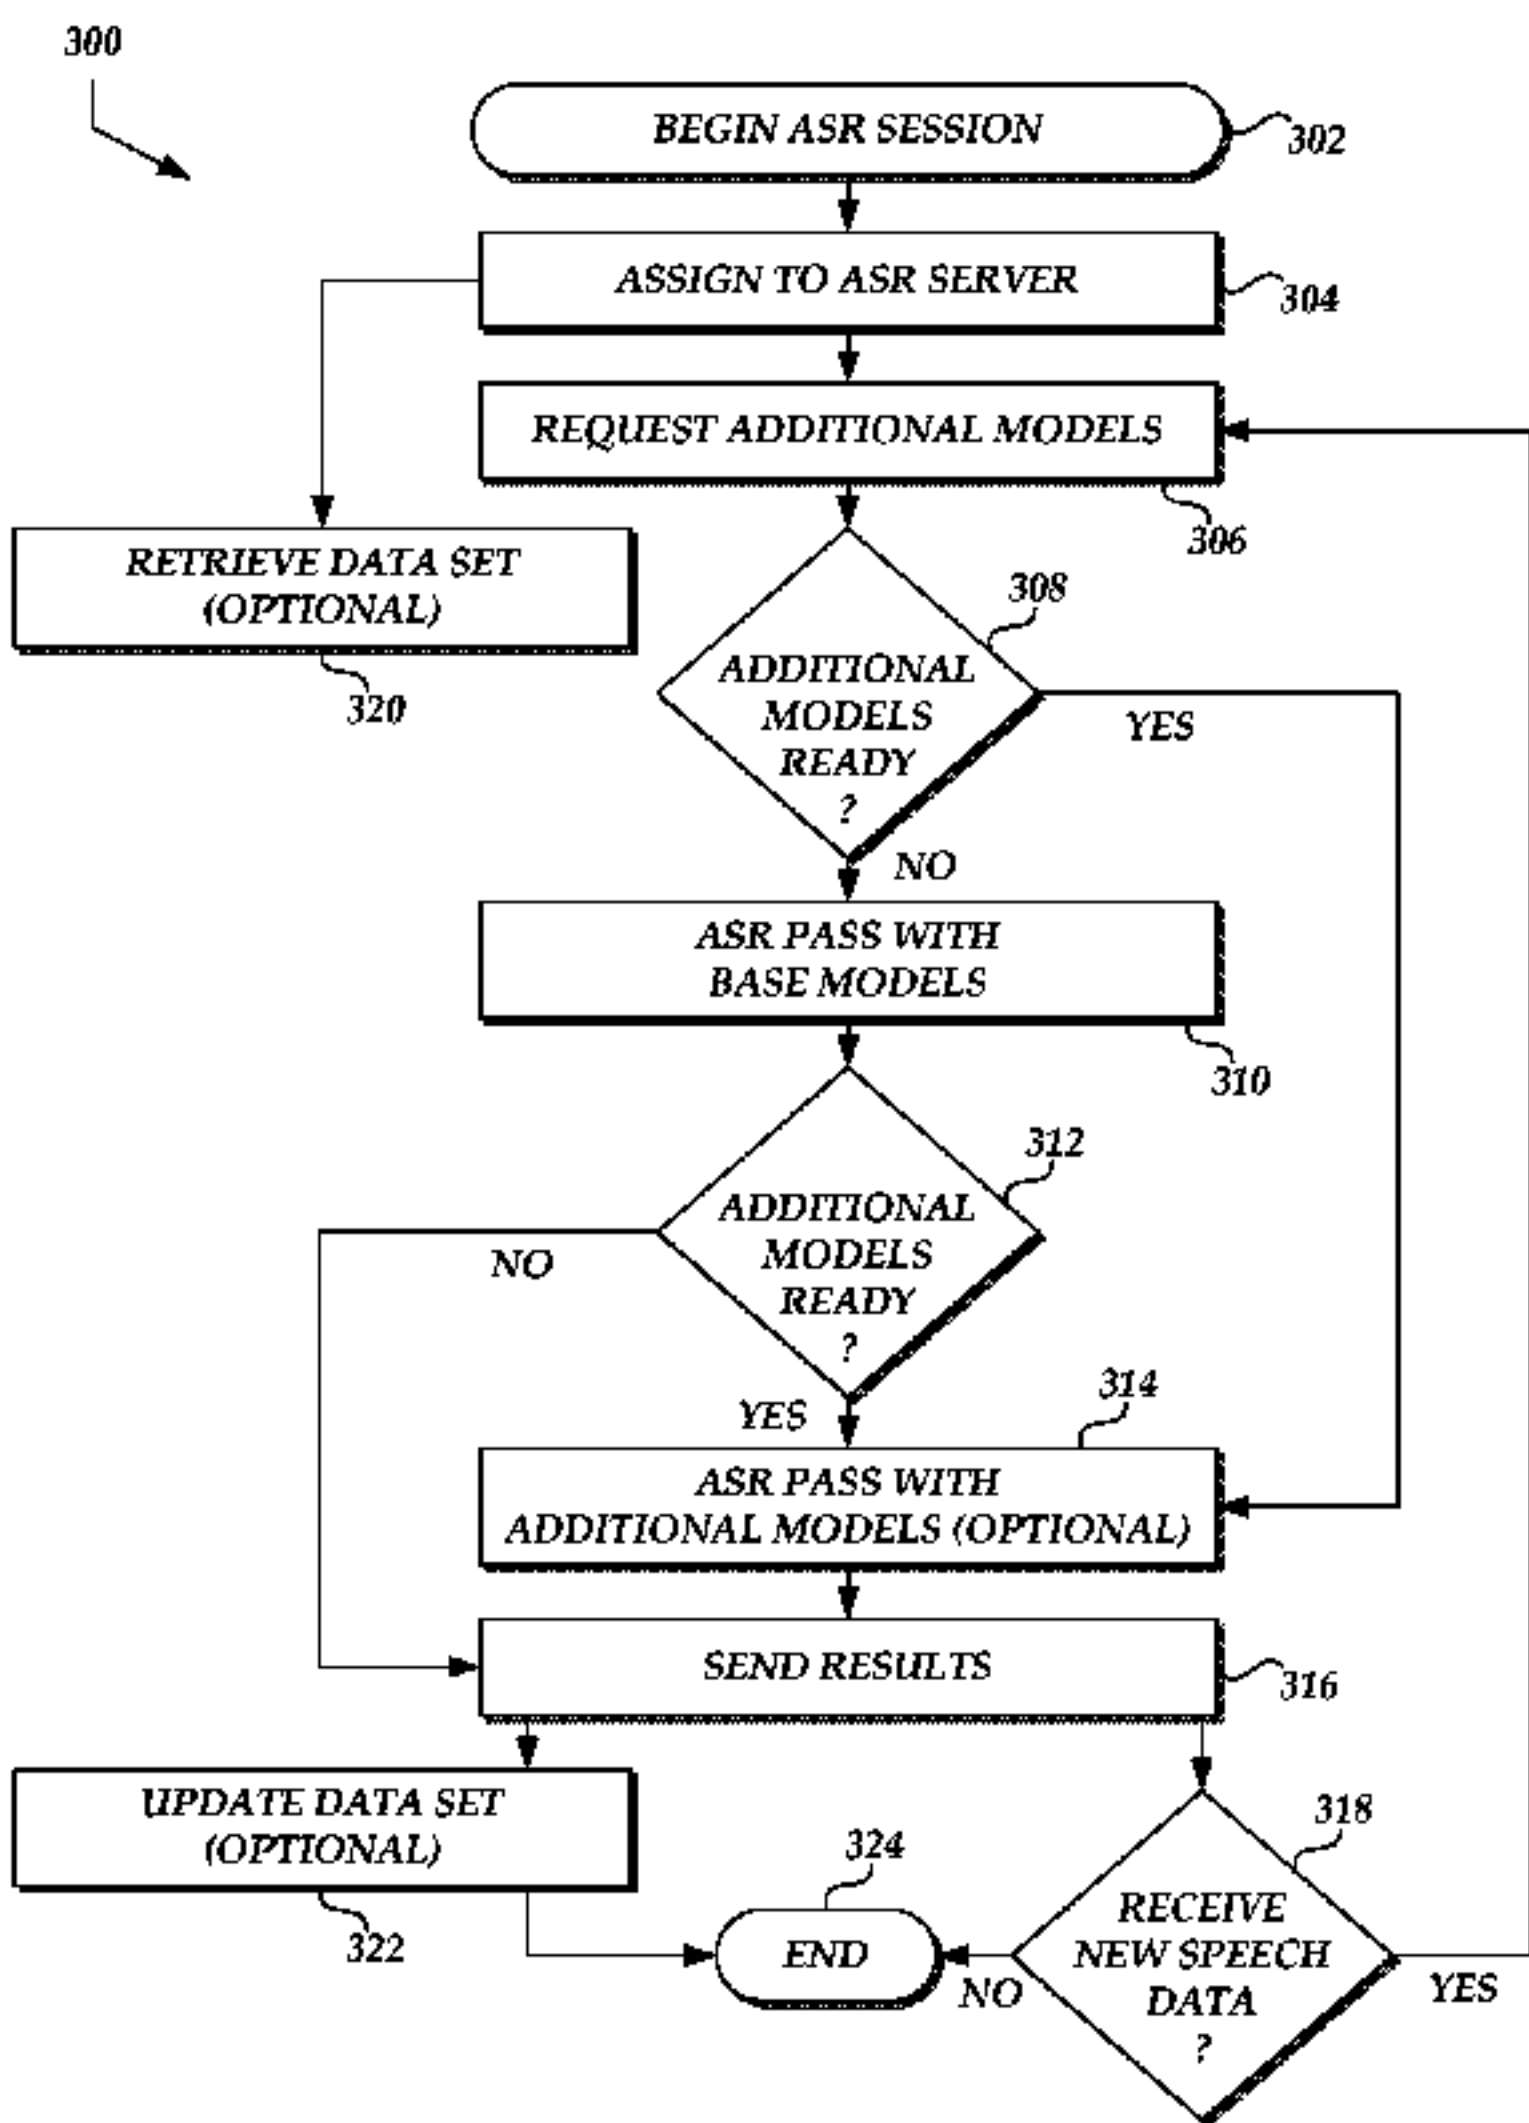 300
BEGIN ASR SESSION
302
ASSIGN TO ASR SERVER
304
REQUEST ADDITIONAL MODELS
306
RETRIEVE DATA SET
(OPTIONAL)
320
308
ADDITIONAL
MODELS
READY
?
YES
NO
ASR PASS WITH
BASE MODELS
310
312
ADDITIONAL
MODELS
READY
?
NO
YES
314
ASR PASS WITH
ADDITIONAL MODELS (OPTIONAL)
SEND RESULTS
316
UPDATE DATA SET
(OPTIONAL)
322
324
END
318
RECEIVE
NEW SPEECH
DATA
?
NO
YES